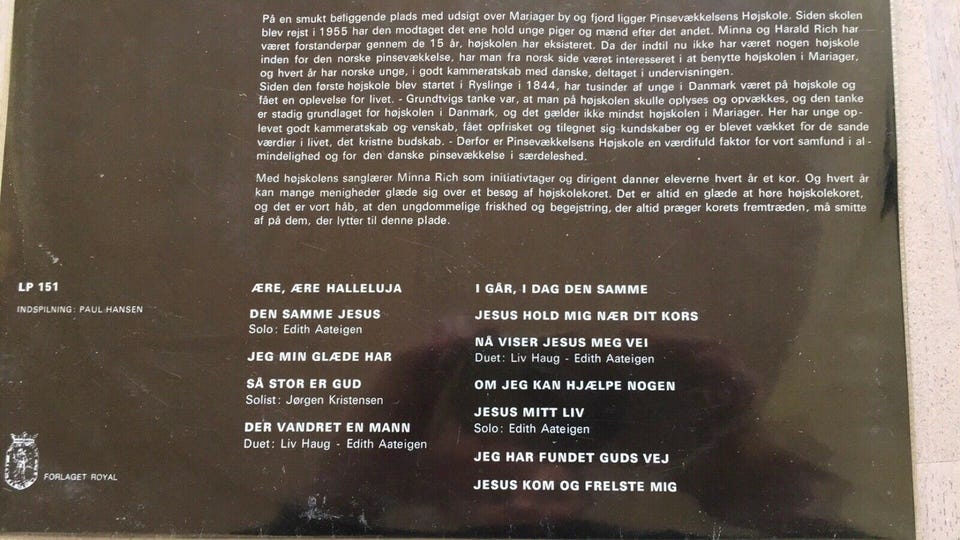 På en smukt beliggende plads med udsigt over Mariager by og fjord ligger Pinsevækkelsens Højskole. Siden skolen
blev rejst i 1955 har den modtaget det ene hold unge piger og mænd efter det andet. Minna og Harald Rich har
været forstanderpar gennem de 15 år, højskolen har eksisteret. Da der indtil nu ikke har været nogen højskole
inden for den norske pinsevækkelse, har man fra norsk side været interesseret i at benytte højskolen i Mariager,
og hvert år har norske unge, i godt kammeratskab med danske, deltaget i undervisningen.
Siden den første højskole blev startet i Ryslinge i 1844, har tusinder af unge i Danmark været på højskole og
fået en oplevelse for livet. - Grundtvigs tanke var, at man på højskolen skulle oplyses og opvækkes, og den tanke
er stadig grundlaget for højskolen i Danmark, og det gælder ikke mindst højskolen i Mariager. Her har unge op-
levet godt kammeratskab og venskab, fået opfrisket og tilegnet sig kundskaber og er blevet vækket for de sande
værdier i livet, det kristne budskab. - Derfor er Pinsevækkelsens Højskole en værdifuld faktor for vort samfund i al-
mindelighed og for den danske pinsevækkelse i særdeleshed.
Med højskolens sanglærer Minna Rich som initiativtager og dirigent danner eleverne hvert år et kor. Og hvert år
kan mange menigheder glæde sig over et besøg af højskolekoret. Det er altid en glæde at høre højskolekoret,
og det er vort håb, at den ungdommelige friskhed og begejstring, der altid præger korets fremtræden, må smitte
af på dem, der lytter til denne plade.
LP 151
INDSPILNING: PAUL HANSEN
ÆRE, ÆRE HALLELUJA
DEN SAMME JESUS
Solo: Edith Aateigen
JEG MIN GLÆDE HAR
SÅ STOR ER GUD
Solist: Jørgen Kristensen
DER VANDRET EN MANN
Duet: Liv Haug - Edith Aateigen
I GÅR, I DAG DEN SAMME
JESUS HOLD MIG NÆR DIT KORS
NÅ VISER JESUS MEG VEI
Duet: Liv Haug - Edith Aateigen
OM JEG KAN HJÆLPE NOGEN
JESUS MITT LIV
Solo: Edith Aateigen
JEG HAR FUNDET GUDS VEJ
JESUS KOM OG FRELSTE MIG
FORLAGET ROYAL